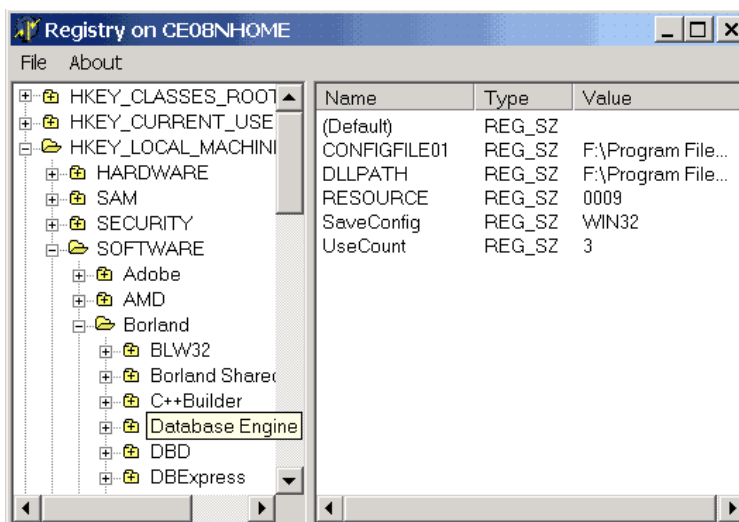 Registry on CE08NHOME
File About
HKEY_CLASSES_ROOT
HKEY_CURRENT_USE
HKEY_LOCAL_MACHINI
HARDWARE
SAM
SECURITY
SOFTWARE
Adobe
AMD
Borland
BLW32
Borland Shared
C++Builder
Database Engine
DBD
DBExpress
Name Type Value
(Default) REG_SZ
CONFIGFILE01 REG_SZ F:\Program File...
DLLPATH REG_SZ F:\Program File...
RESOURCE REG_SZ 0009
SaveConfig REG_SZ WIN32
UseCount REG_SZ 3